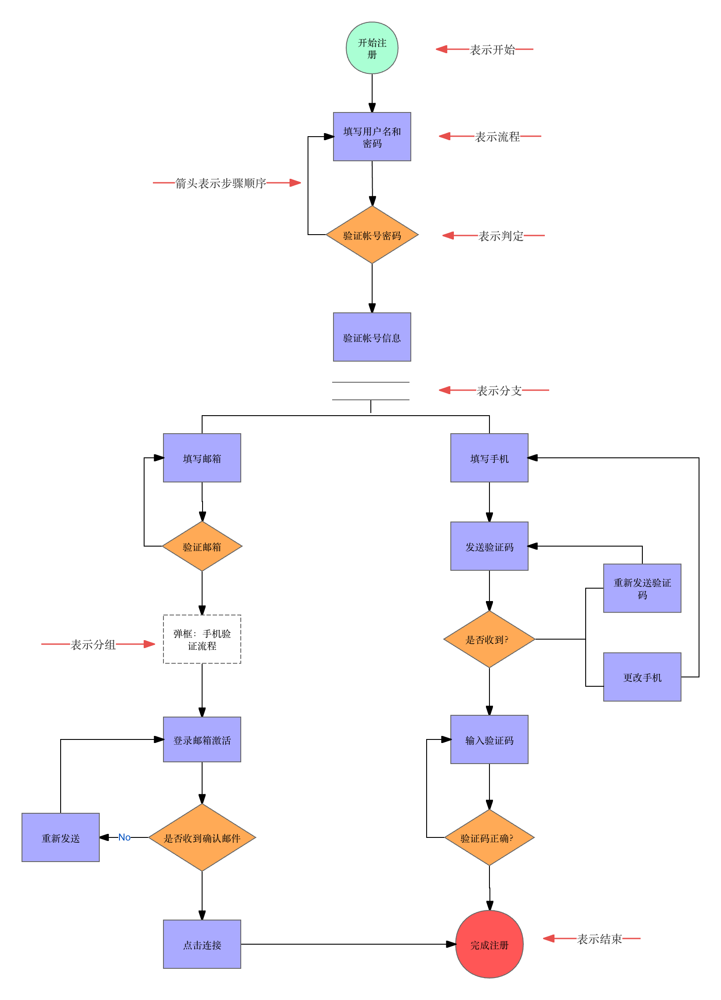 开始注
册
表示开始
填写用户名和
密码
表示流程
箭头表示步骤顺序
验证帐号密码
表示判定
验证帐号信息
表示分支
填写邮箱
填写手机
验证邮箱
发送验证码
重新发送验证
码
弹框：手机验
证流程
表示分组
是否收到?
更改手机
登录邮箱激活
输入验证码
重新发送
No
是否收到确认邮件
验证码正确?
点击连接
完成注册
表示结束